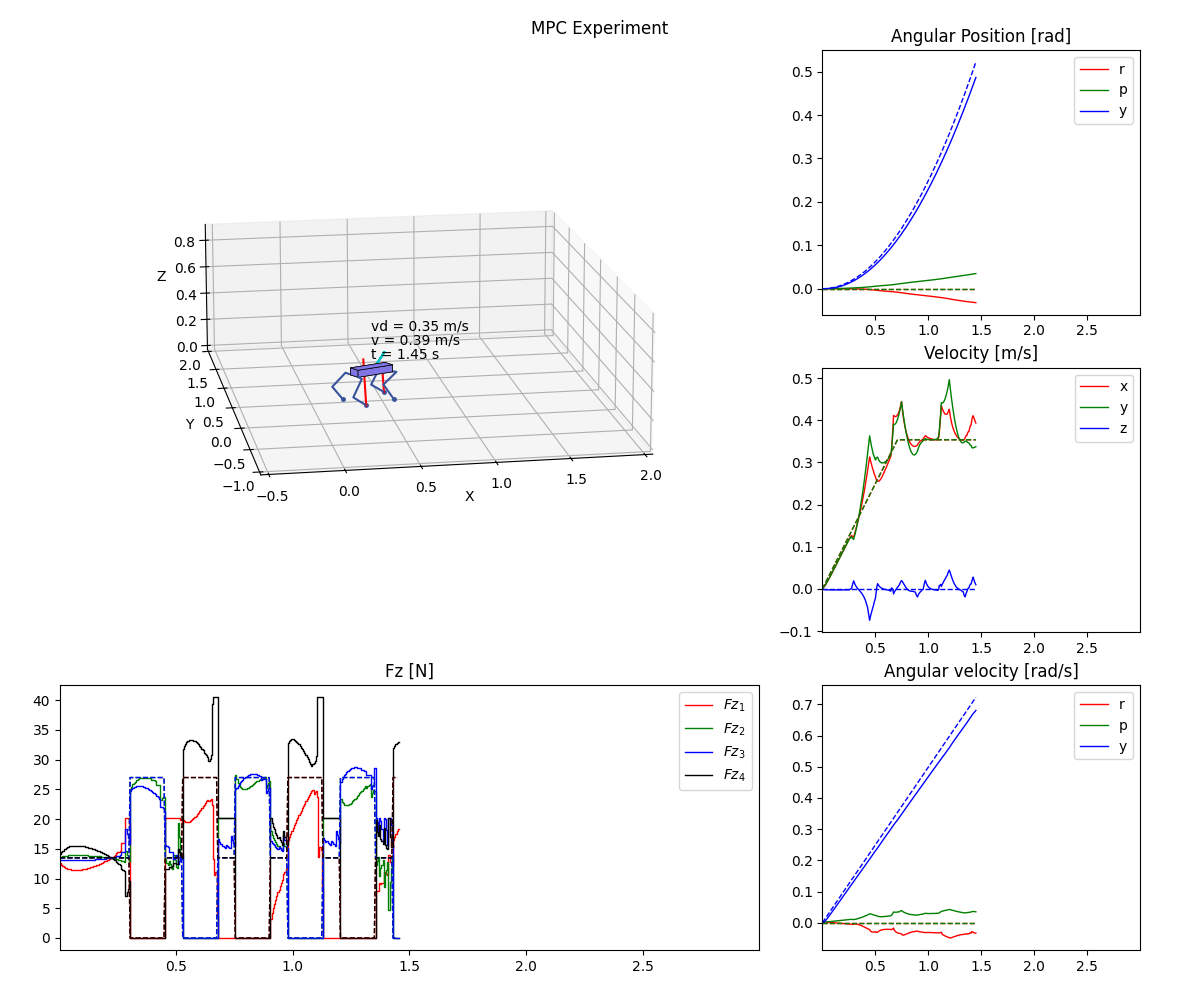 MPC Experiment
Z
0.8
0.6
0.4
0.2
0.0
2.0
1.5
1.0
0.5
0.0
−0.5
−1.0
Y
vd = 0.35 m/s
v = 0.39 m/s
t = 1.45 s
−0.5
0.0
0.5
1.0
1.5
2.0
X
Angular Position [rad]
0.5
0.4
0.3
0.2
0.1
0.0
r
p
y
0.5 1.0 1.5 2.0 2.5
Velocity [m/s]
0.5
0.4
0.3
0.2
0.1
0.0
−0.1
x
y
z
0.5 1.0 1.5 2.0 2.5
Fz [N]
40
35
30
25
20
15
10
5
0
Fz1
Fz2
Fz3
Fz4
0.5 1.0 1.5 2.0 2.5
Angular velocity [rad/s]
0.7
0.6
0.5
0.4
0.3
0.2
0.1
0.0
r
p
y
0.5 1.0 1.5 2.0 2.5